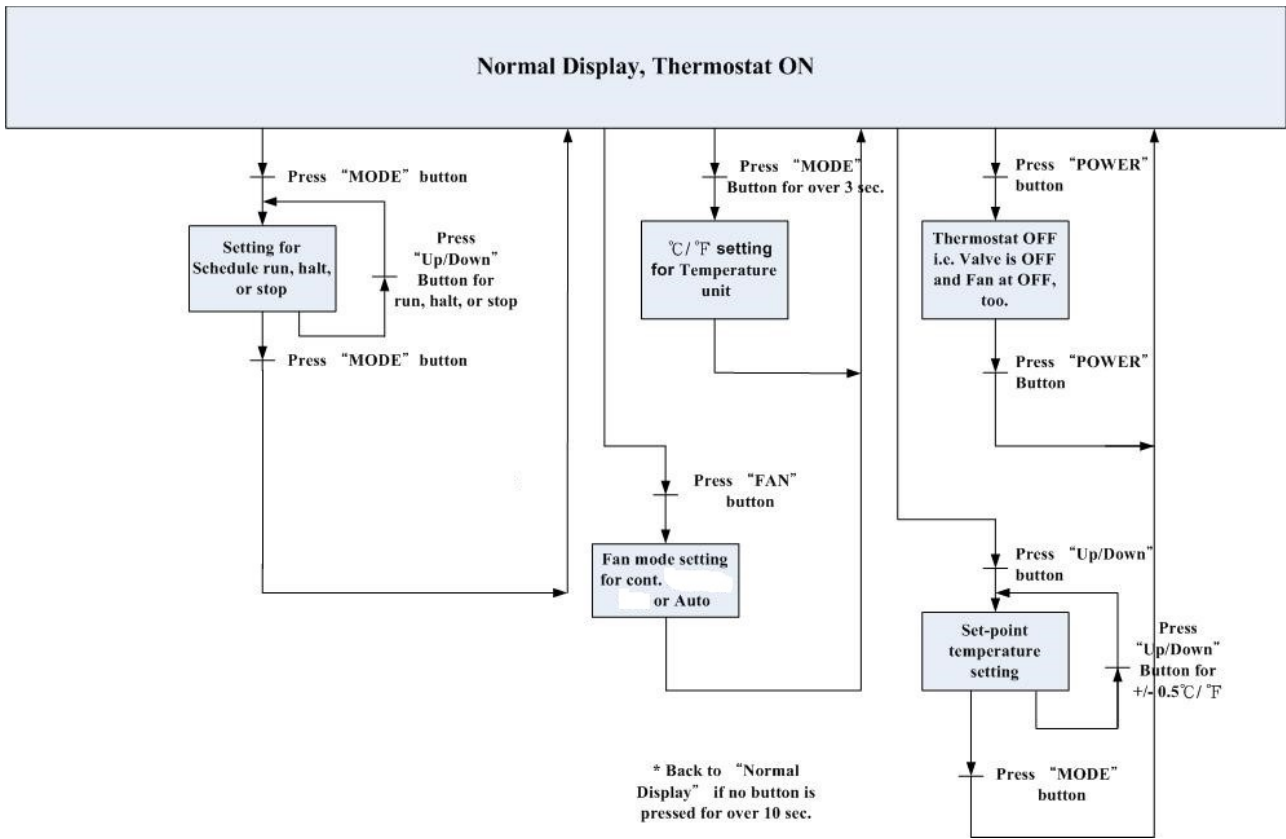 Normal Display, Thermostat ON
Press “MODE” button
Setting for
Schedule run, halt,
or stop
Press
“Up/Down”
Button for
run, halt, or stop
Press “MODE” button
Press “MODE”
Button for over 3 sec.
℃/℉ setting
for Temperature
unit
Press “FAN”
button
Fan mode setting
for cont.
or Auto
Press “POWER”
button
Thermostat OFF
i.e. Valve is OFF
and Fan at OFF,
too.
Press “POWER”
Button
Press “Up/Down”
button
Set-point
temperature
setting
Press
“Up/Down”
Button for
+/- 0.5℃/℉
Press “MODE”
button
* Back to “Normal
Display” if no button is
pressed for over 10 sec.